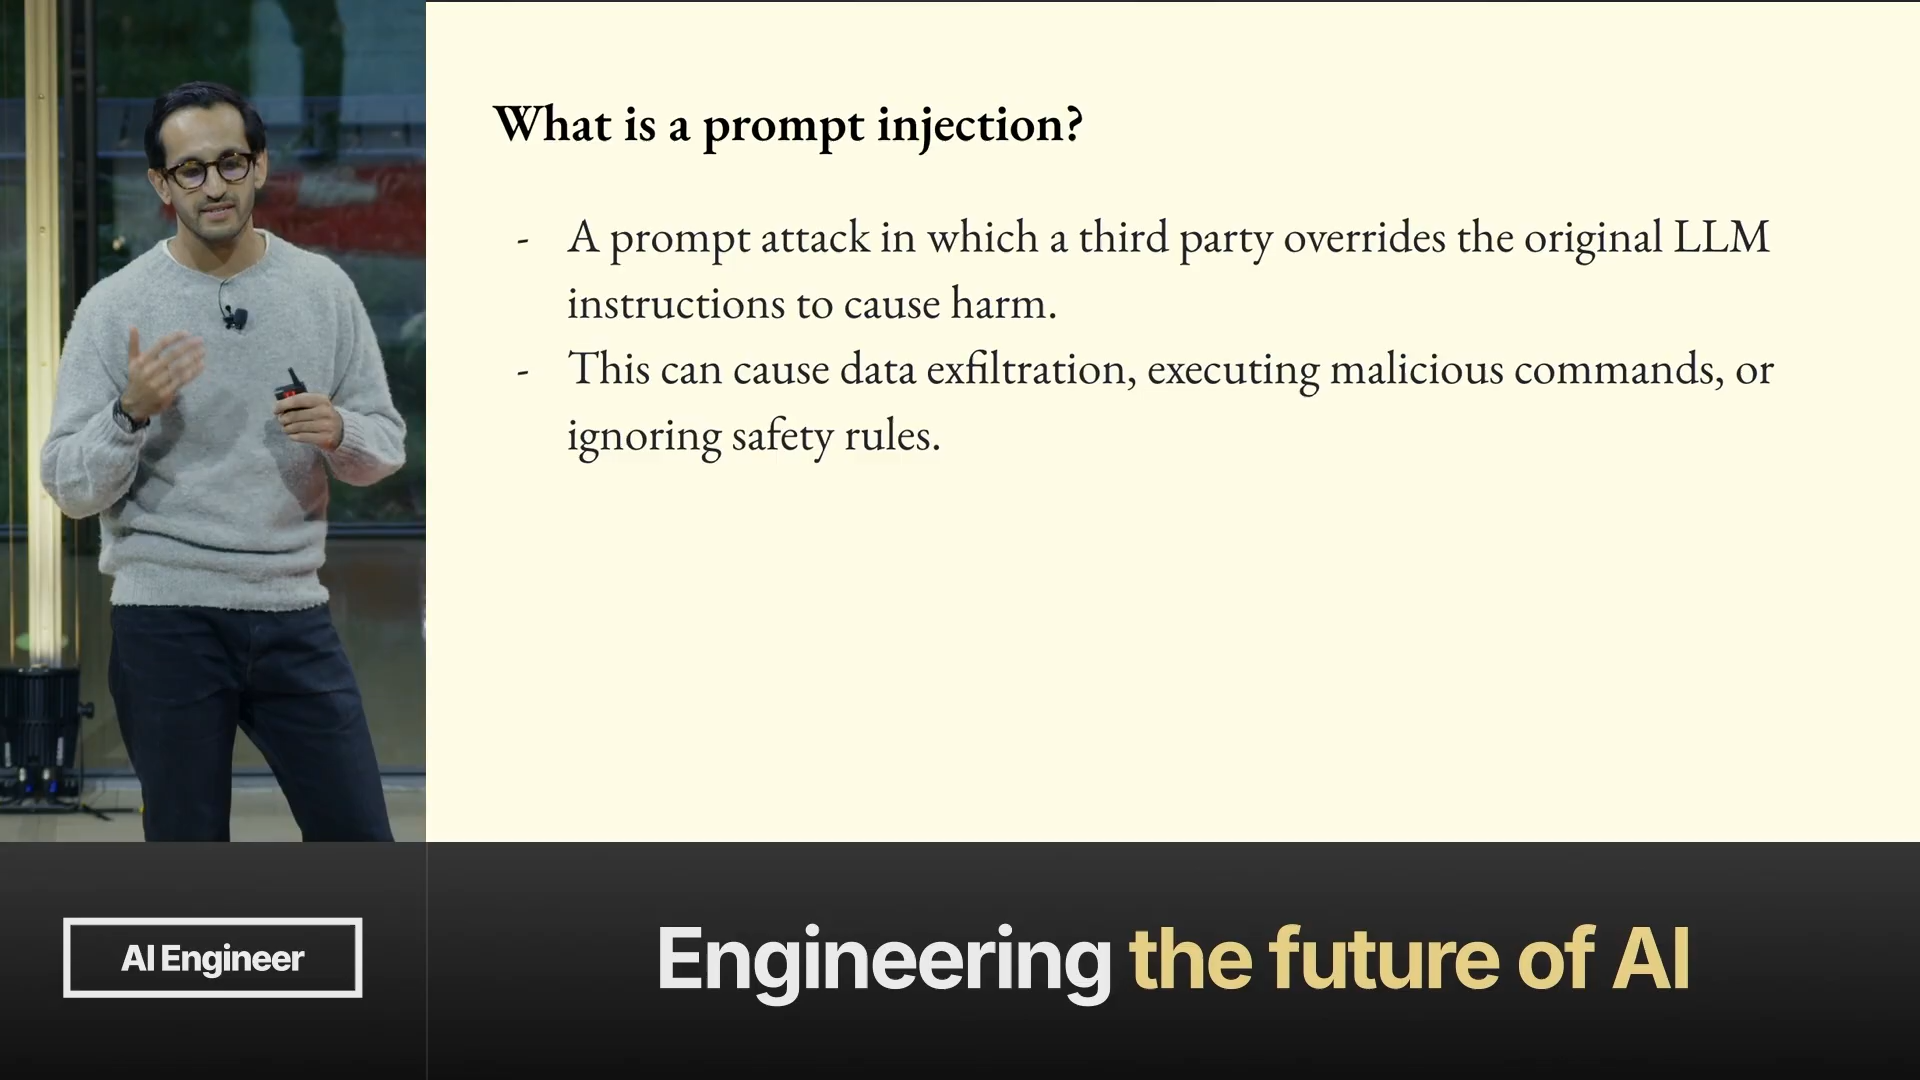 What is a prompt injection?
- A prompt attack in which a third party overrides the original LLM
instructions to cause harm.
- This can cause data exfiltration, executing malicious commands, or
ignoring safety rules.
AI Engineer
Engineering the future of AI